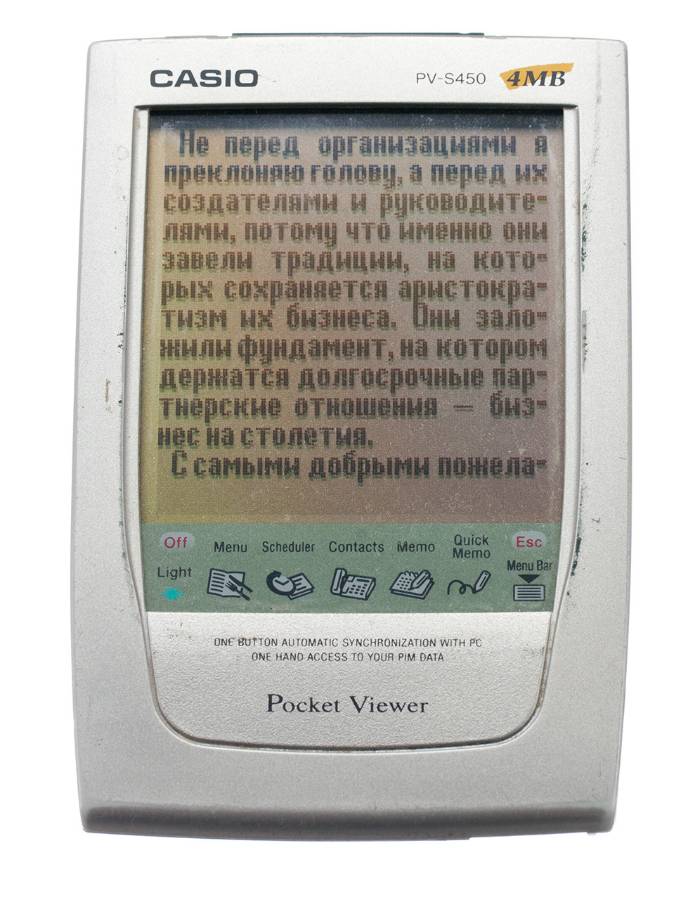 CASIO PV-S450 4MB
Не перед организациями я
преклоняю голову, а перед их
создателями и руководите-
лями, потому что именно они
завели традиции, на кото-
рых сохраняется аристокра-
тизм их бизнеса. Они зало-
жили фундамент, на котором
держатся долгосрочные пар-
тнерские отношения — биз-
нес на столетия.
С самыми добрыми пожела-
Off Menu Scheduler Contacts Memo Quick Memo Esc
Light Menu Bar
ONE BUTTON AUTOMATIC SYNCHRONIZATION WITH PC
ONE HAND ACCESS TO YOUR PIM DATA
Pocket Viewer